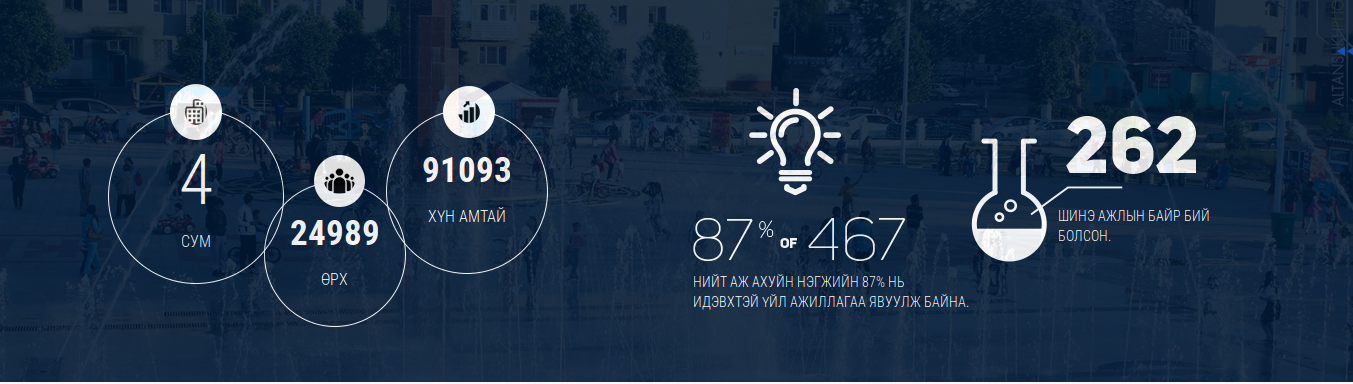 4
СУМ
24989
ӨРХ
91093
ХҮН АМТАЙ
87% OF 467
НИЙТ АЖ АХУЙН НЭГЖИЙН 87% НЬ
ИДЭВХТЭЙ ҮЙЛ АЖИЛЛАГАА ЯВУУЛЖ БАЙНА.
262
ШИНЭ АЖЛЫН БАЙР БИЙ
БОЛСОН.